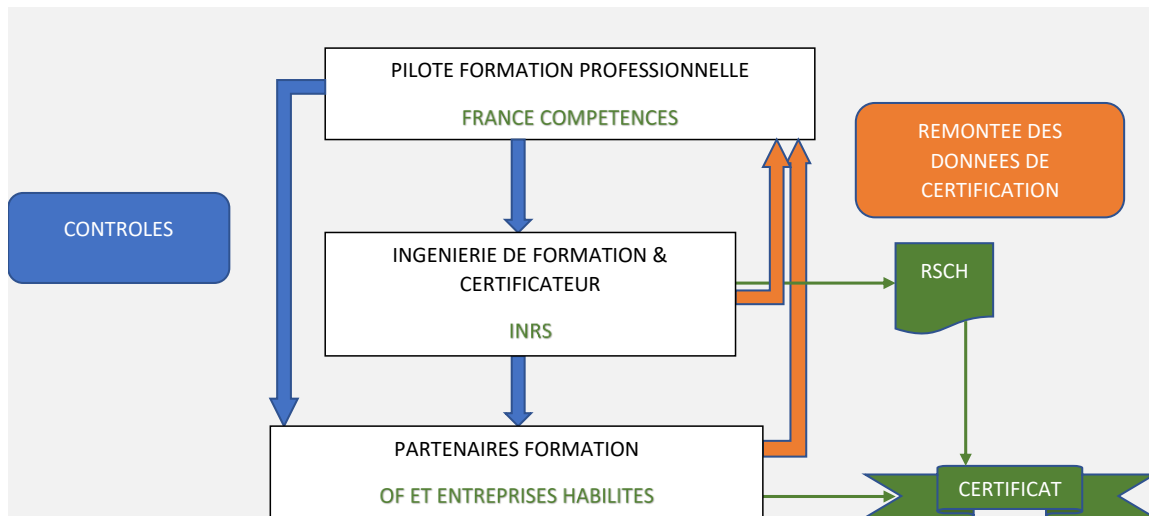 PILOTE FORMATION PROFESSIONNELLE
FRANCE COMPETENCES
REMONTEE DES
DONNEES DE
CERTIFICATION
CONTROLES
INGENIERIE DE FORMATION &
CERTIFICATEUR
INRS
RSCH
PARTENAIRES FORMATION
OF ET ENTREPRISES HABILITES
CERTIFICAT